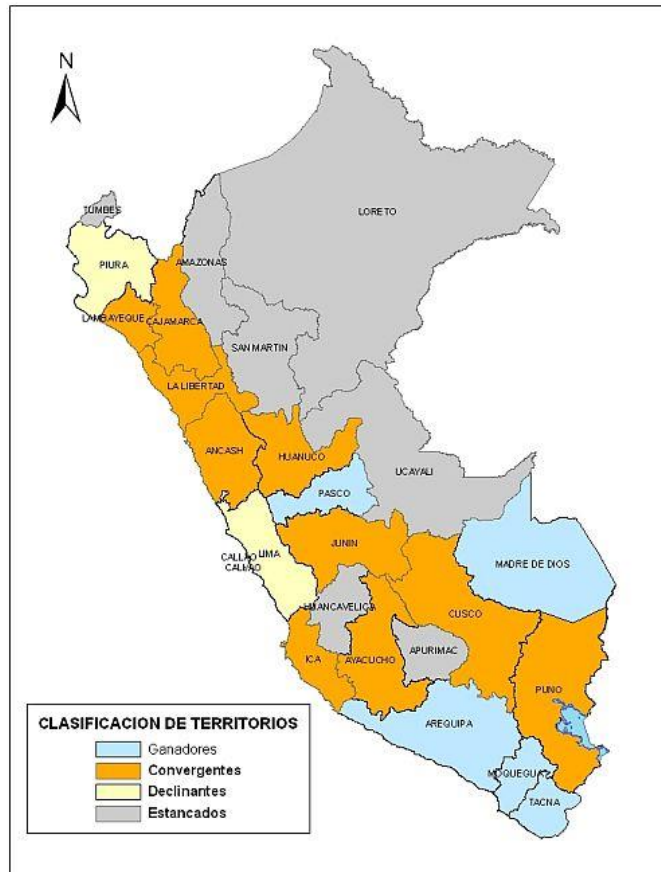 N
TUMBES
LORETO
PIURA
AMAZONAS
LAMBAYEQUE
CAJAMARCA
SAN MARTIN
LA LIBERTAD
ANCASH
HUANUCO
UCAYALI
PASCO
CALLAO
CALLAO
LIMA
JUNIN
MADRE DE DIOS
HUANCAVELICA
CUSCO
ICA
AYACUCHO
APURIMAC
PUNO
AREQUIPA
MOQUEGUA
TACNA
CLASIFICACION DE TERRITORIOS
Ganadores
Convergentes
Declinantes
Estancados